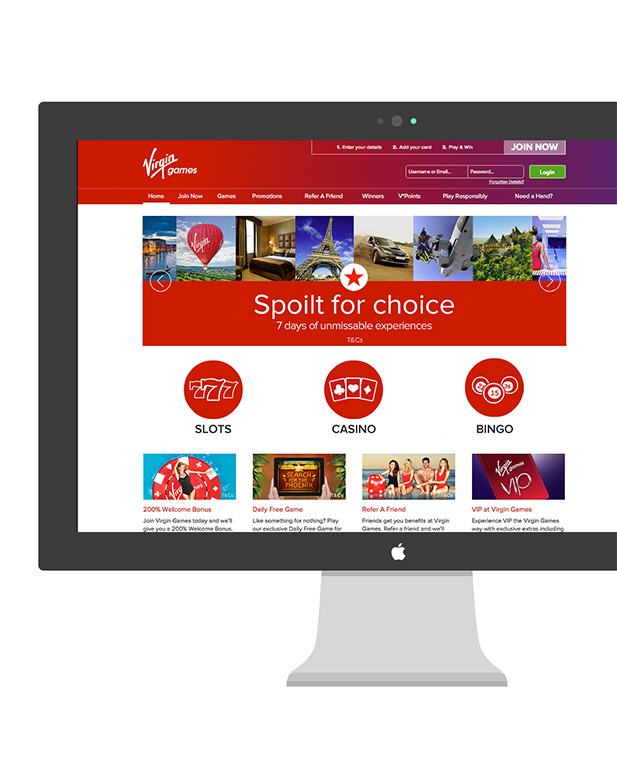 1. Enter your details 2. Add your card 3. Play & Win JOIN NOW
Virgin games
Username or Email... Password... Login
Forgotten Details?
Home Join Now Games Promotions Refer A Friend Winners V*Points Play Responsibly Need a Hand?
Virgin
Spoilt for choice
7 days of unmissable experiences
T&Cs
777
15
SLOTS CASINO BINGO
SEARCH
FOR THE
PHOENIX
Virgin games
VIP
T&Cs T&Cs T&Cs T&Cs
200% Welcome Bonus Daily Free Game Refer A Friend VIP at Virgin Games
Join Virgin Games today and we'll Like something for nothing? Play Friends get you benefits at Virgin Experience VIP the Virgin Games
give you a 200% Welcome Bonus. our exclusive Daily Free Game for Games. Refer a friend and we'll way with exclusive extras including